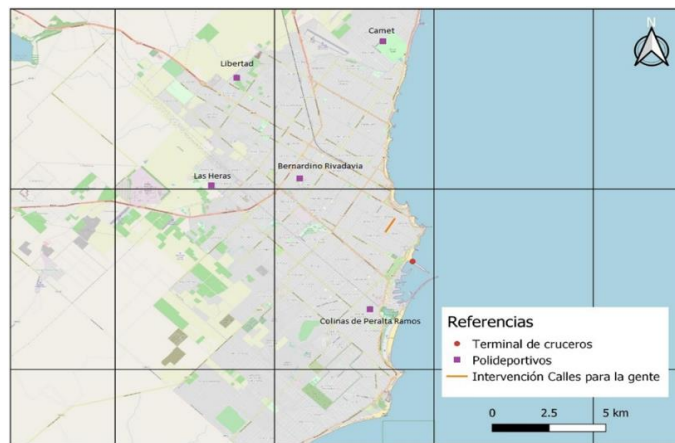 N
Camet
Libertad
Bernardino Rivadavia
Las Heras
Colinas de Peralta Ramos
Referencias
Terminal de cruceros
Polideportivos
Intervención Calles para la gente
0 2.5 5 km